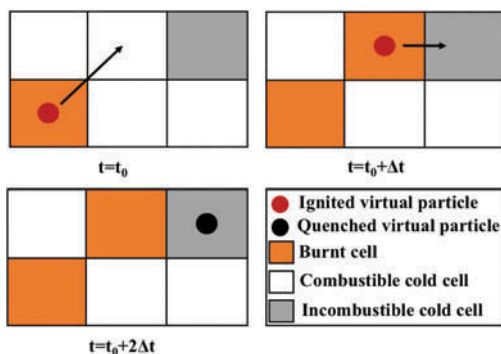 t=t0
t=t0+Δt
t=t0+2Δt
Ignited virtual particle
Quenched virtual particle
Burnt cell
Combustible cold cell
Incombustible cold cell